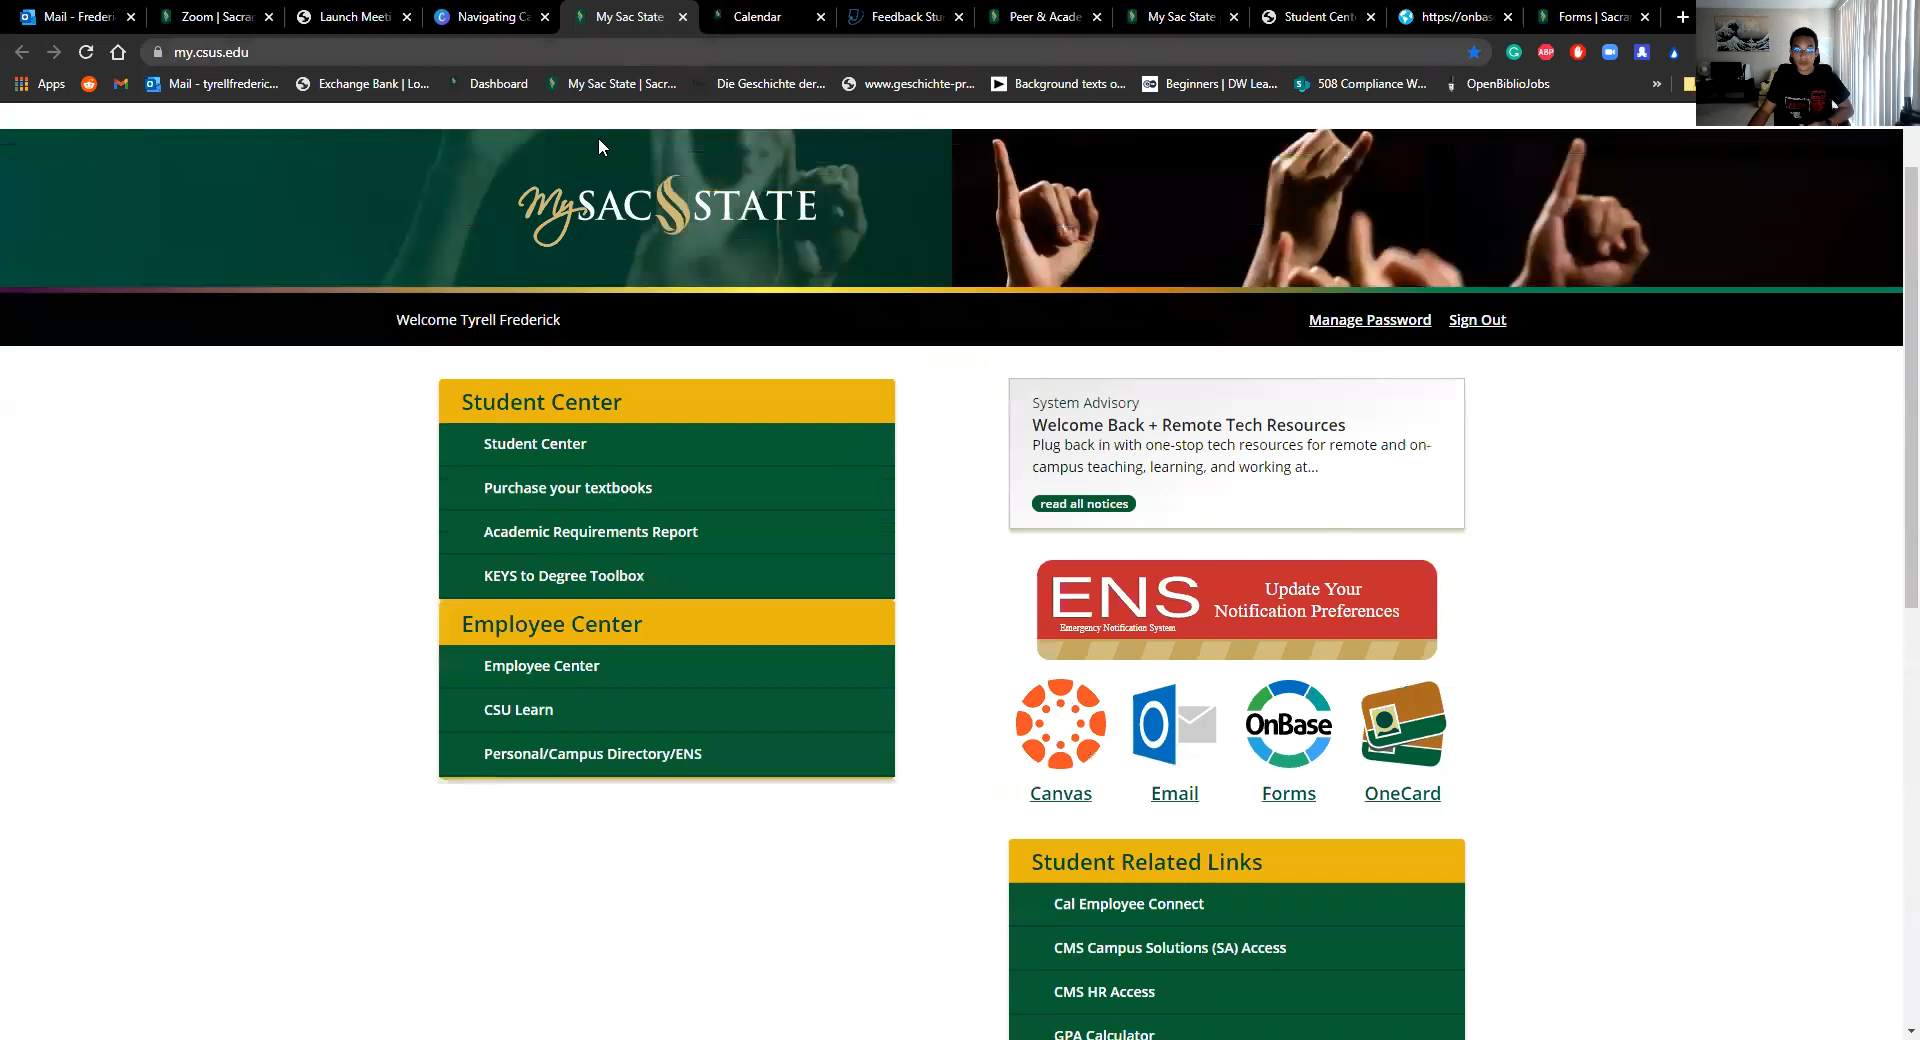 Mail - Frederi
Zoom | Sacrar
Launch Meeti
Navigating Ca
My Sac State
Calendar
Feedback Stu
Peer & Acade
My Sac State
Student Cent
https://onbas
Forms | Sacra
my.csus.edu
Apps
Mail - tyrellfrederic...
Exchange Bank | Lo...
Dashboard
My Sac State | Sacr...
Die Geschichte der...
www.geschichte-pr...
Background texts o...
Beginners | DW Lea...
508 Compliance W...
OpenBiblioJobs
»
My SAC STATE
Welcome Tyrell Frederick
Manage Password
Sign Out
Student Center
Student Center
Purchase your textbooks
Academic Requirements Report
KEYS to Degree Toolbox
Employee Center
Employee Center
CSU Learn
Personal/Campus Directory/ENS
System Advisory
Welcome Back + Remote Tech Resources
Plug back in with one-stop tech resources for remote and on-
campus teaching, learning, and working at...
read all notices
ENS
Emergency Notification System
Update Your
Notification Preferences
OnBase
Canvas
Email
Forms
OneCard
Student Related Links
Cal Employee Connect
CMS Campus Solutions (SA) Access
CMS HR Access
GPA Calculator